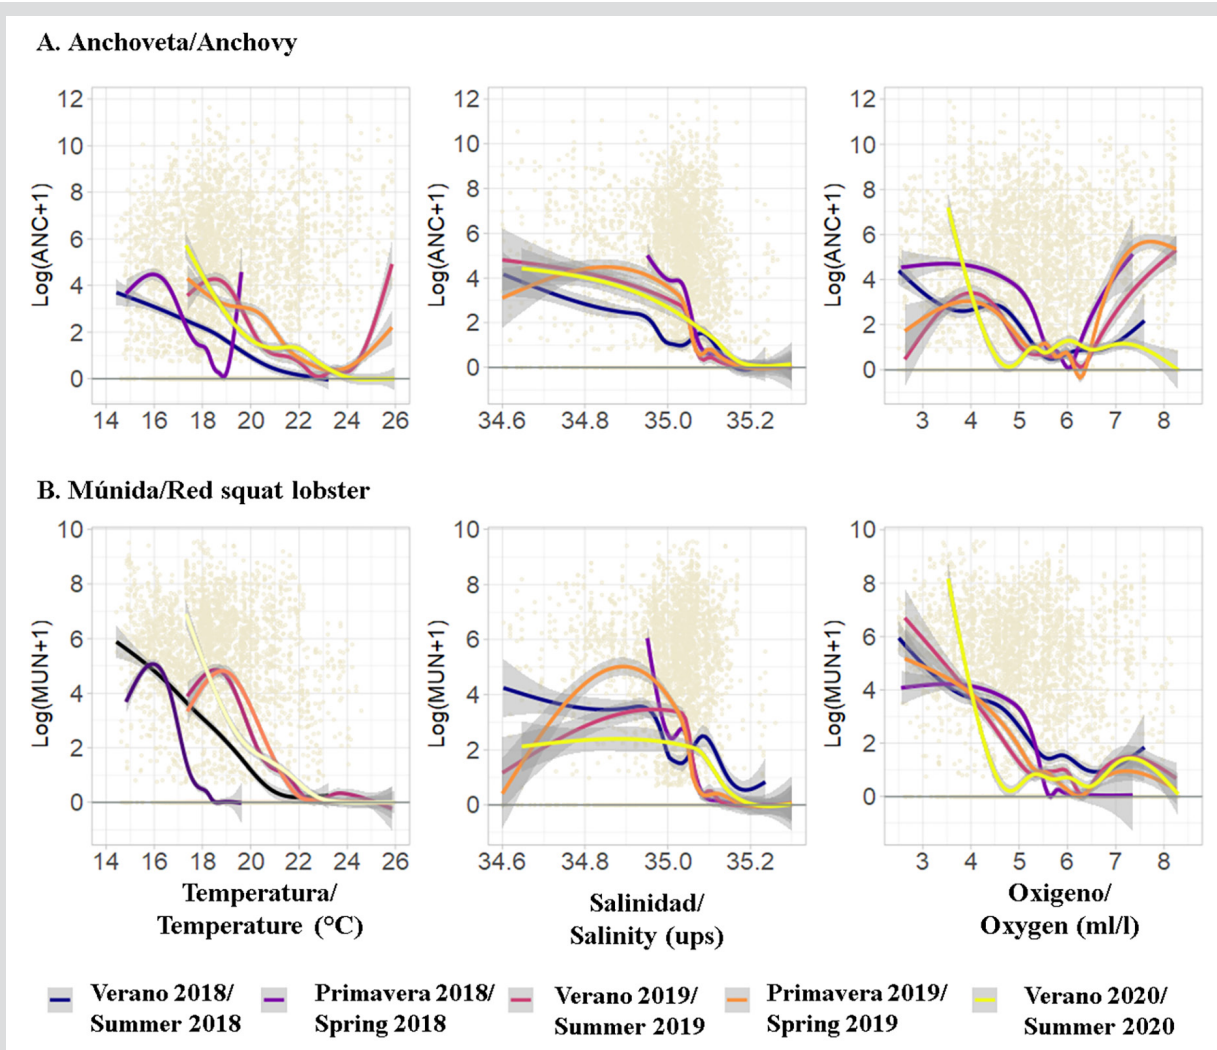 A. Anchoveta/Anchovy
Log(ANC+1)
12
10
8
6
4
2
0
14 16 18 20 22 24 26
Log(ANC+1)
12
10
8
6
4
2
0
34.6 34.8 35.0 35.2
Log(ANC+1)
12
10
8
6
4
2
0
3 4 5 6 7 8
B. Múnida/Red squat lobster
Log(MUN+1)
10
8
6
4
2
0
14 16 18 20 22 24 26
Temperatura/
Temperature (°C)
Log(MUN+1)
10
8
6
4
2
0
34.6 34.8 35.0 35.2
Salinidad/
Salinity (ups)
Log(MUN+1)
10
8
6
4
2
0
3 4 5 6 7 8
Oxigeno/
Oxygen (ml/l)
Verano 2018/
Summer 2018
Primavera 2018/
Spring 2018
Verano 2019/
Summer 2019
Primavera 2019/
Spring 2019
Verano 2020/
Summer 2020